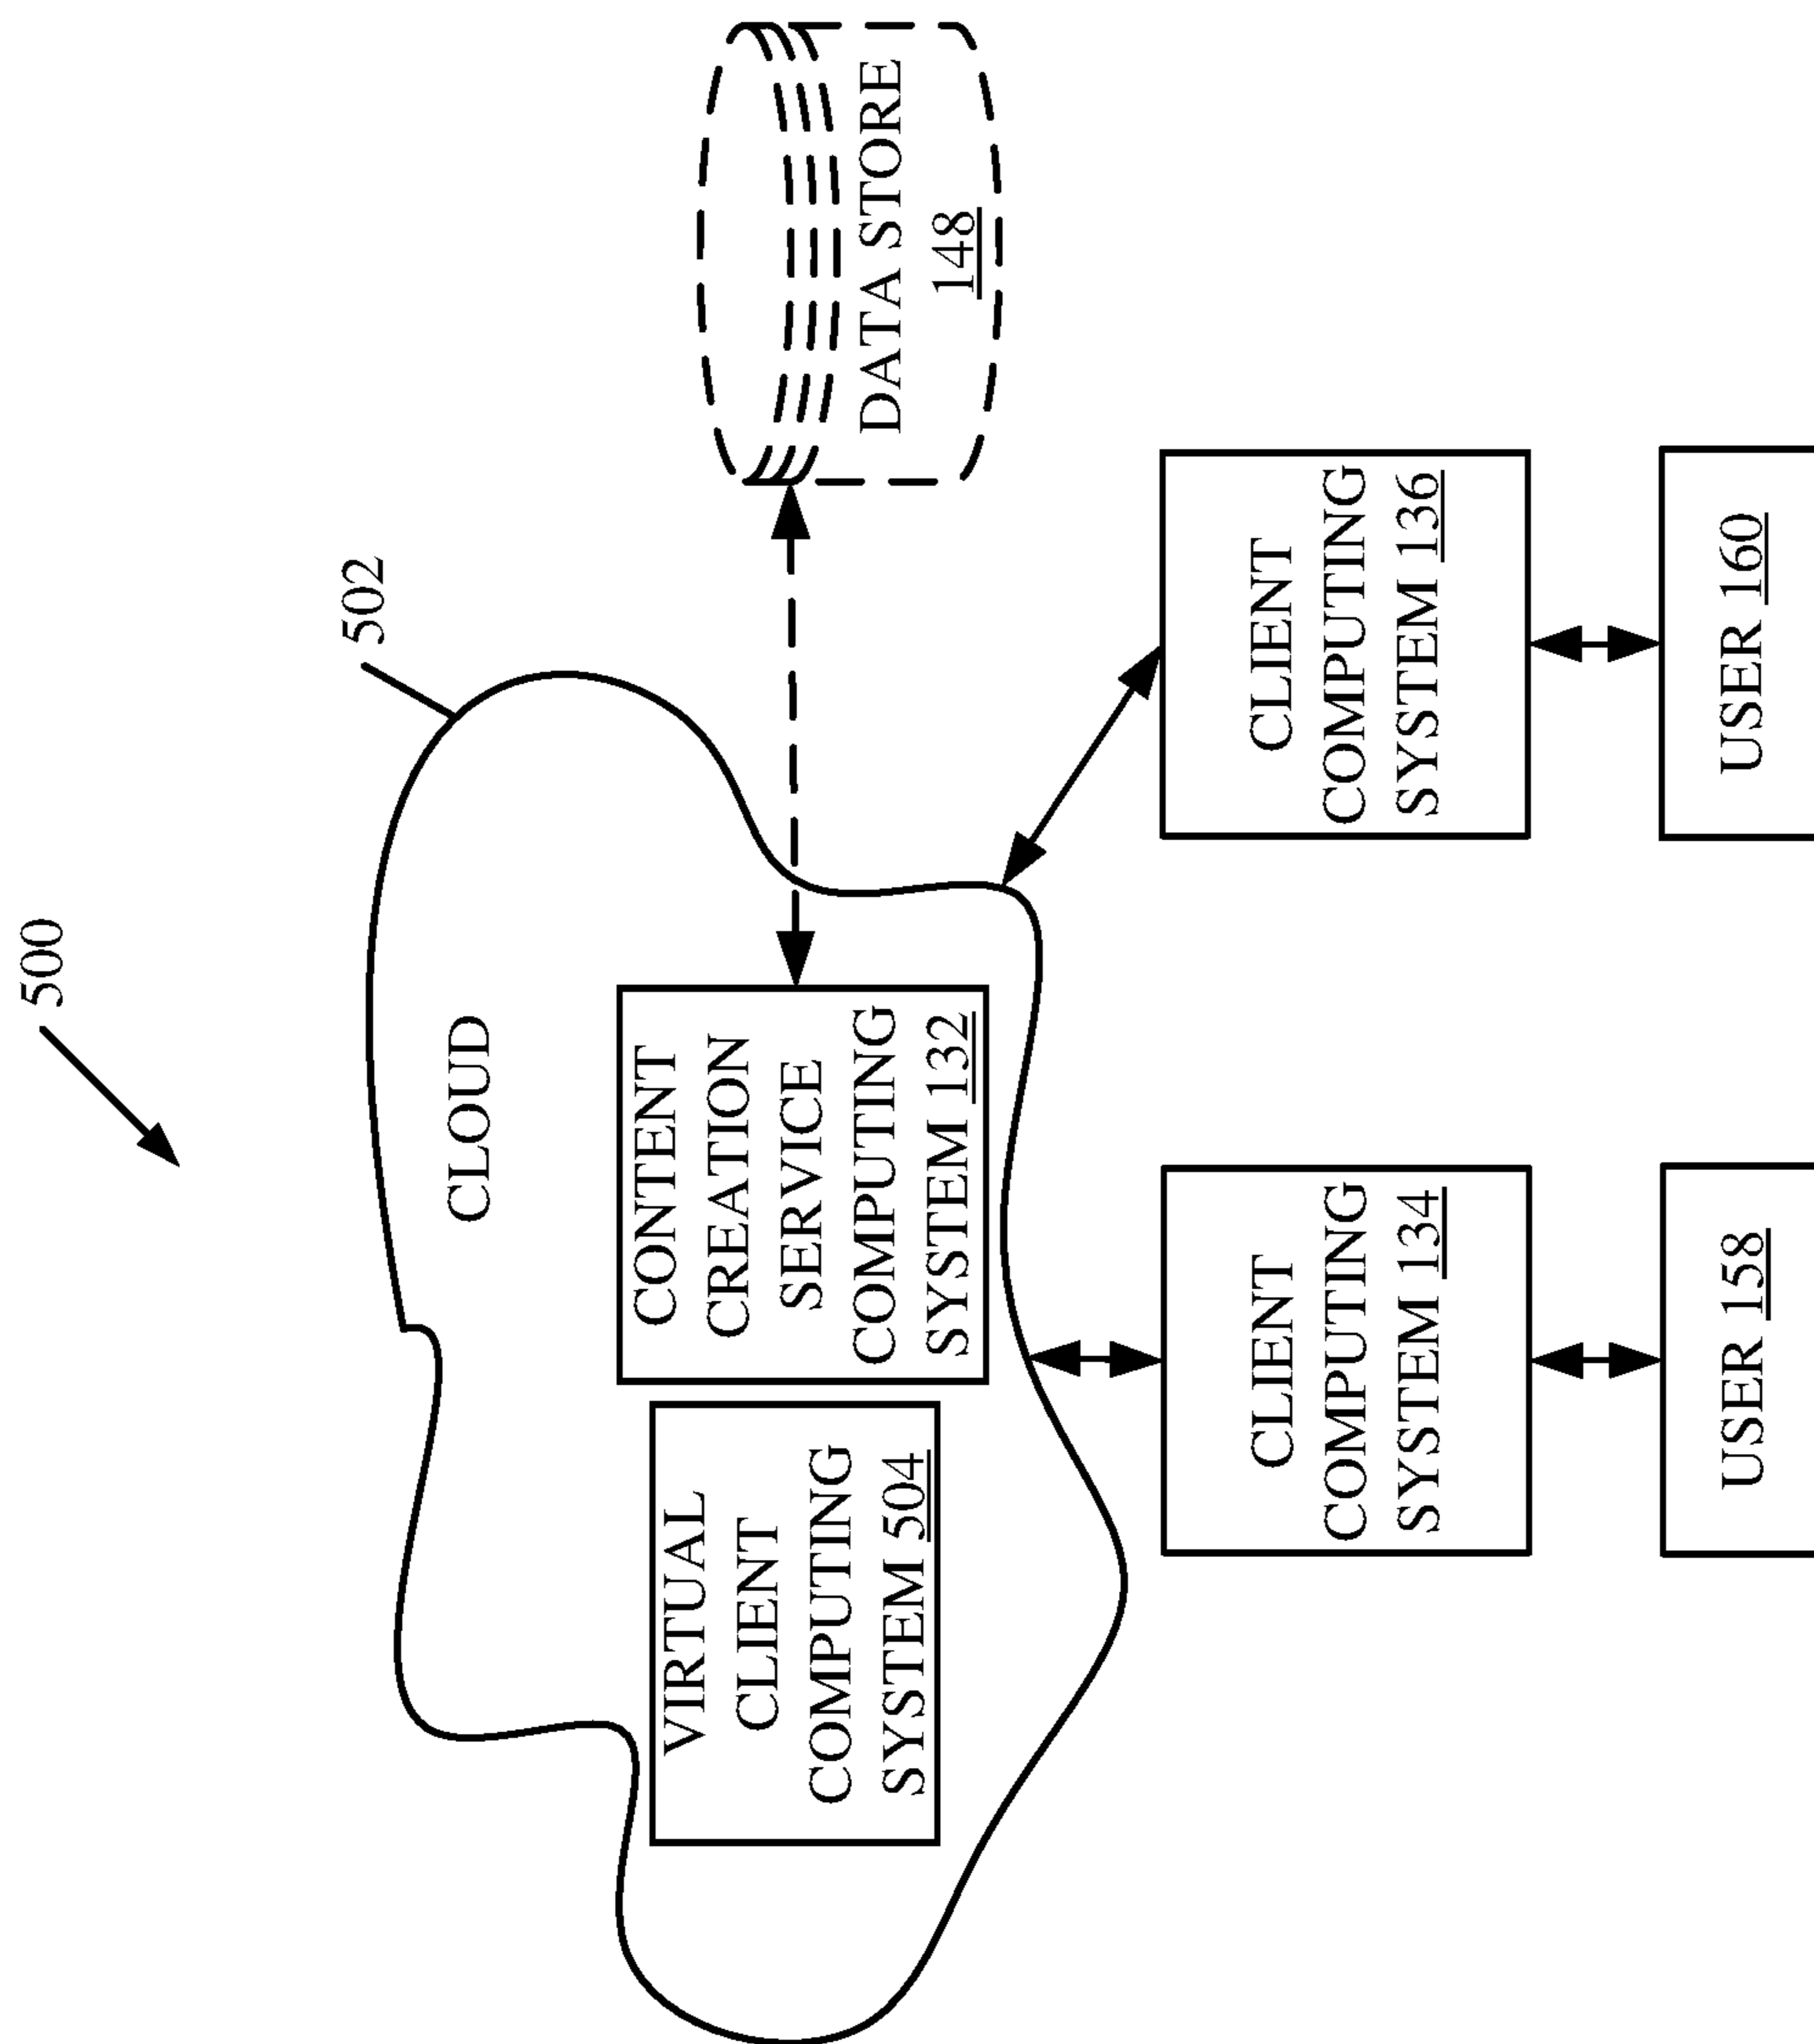 500
502
CLOUD
VIRTUAL
CLIENT
COMPUTING
SYSTEM 504
CONTENT
CREATION
SERVICE
COMPUTING
SYSTEM 132
DATA STORE
148
CLIENT
COMPUTING
SYSTEM 134
CLIENT
COMPUTING
SYSTEM 136
USER 158
USER 160